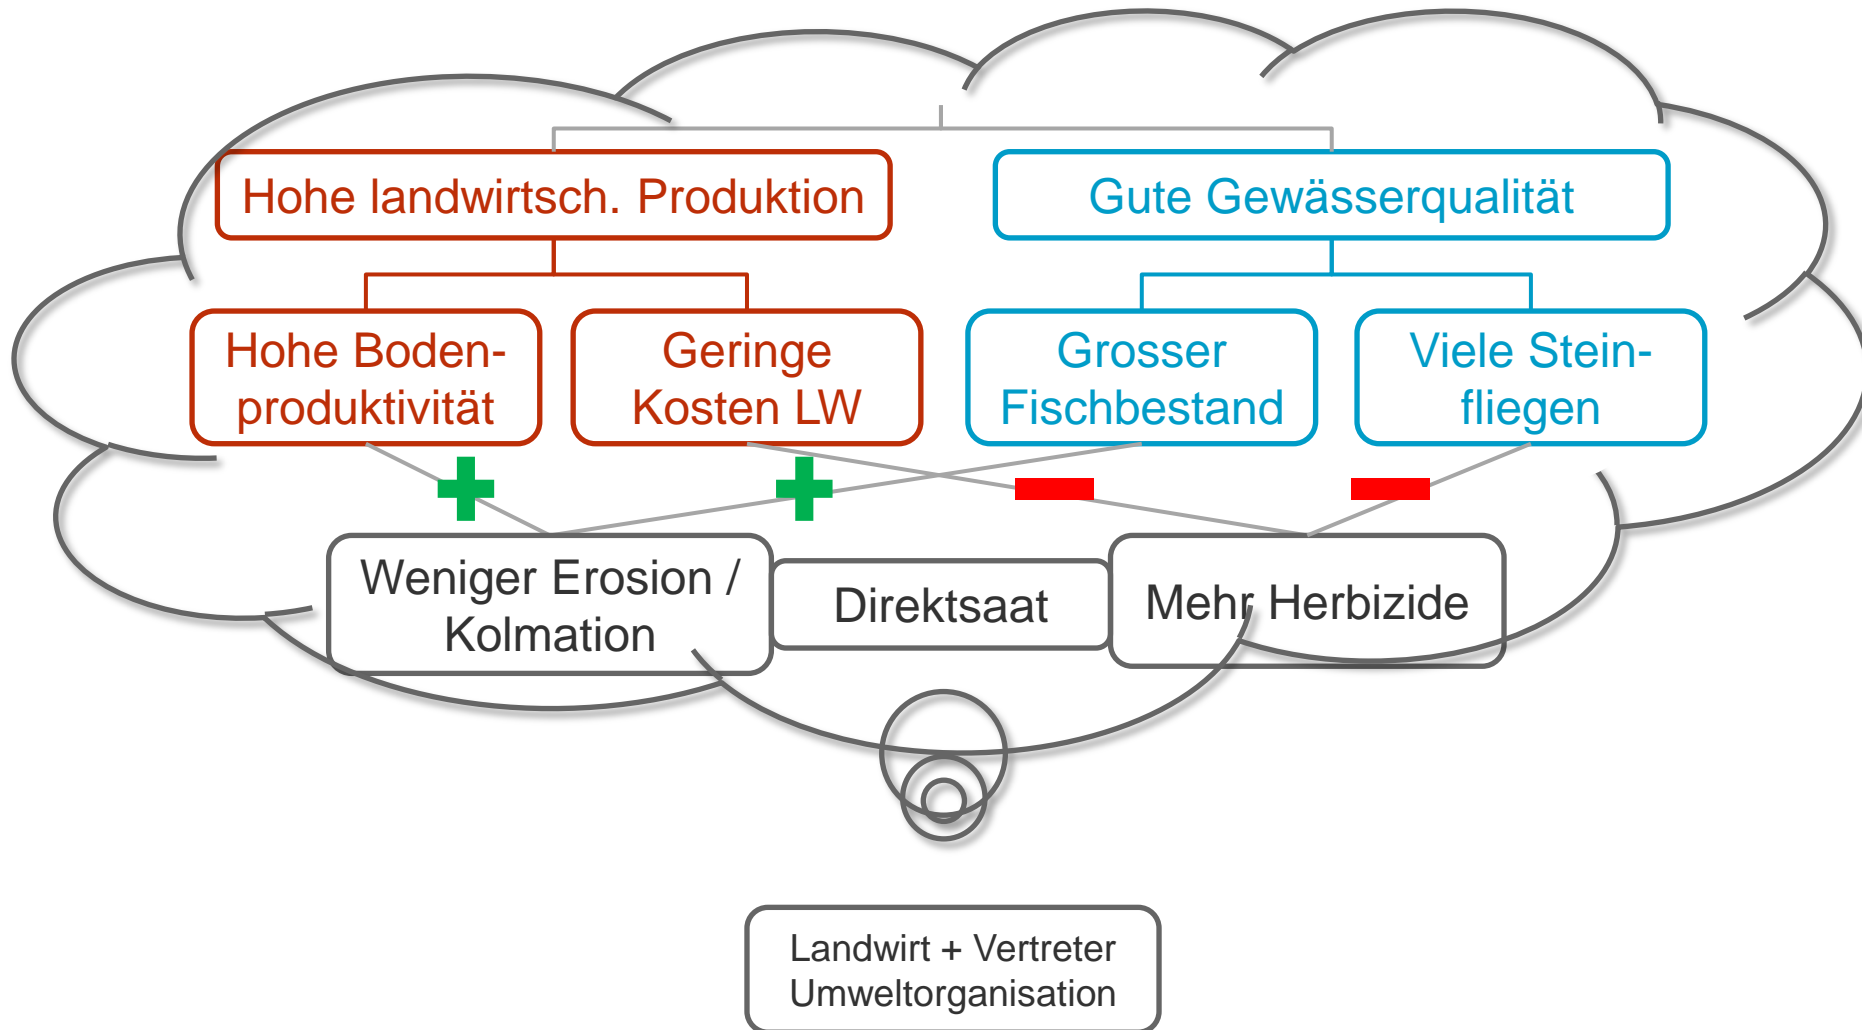 Hohe landwirtsch. Produktion
Gute Gewässerqualität
Hohe Boden-
produktivität
Geringe
Kosten LW
Grosser
Fischbestand
Viele Stein-
fliegen
Weniger Erosion /
Kolmation
Direktsaat
Mehr Herbizide
Landwirt + Vertreter
Umweltorganisation